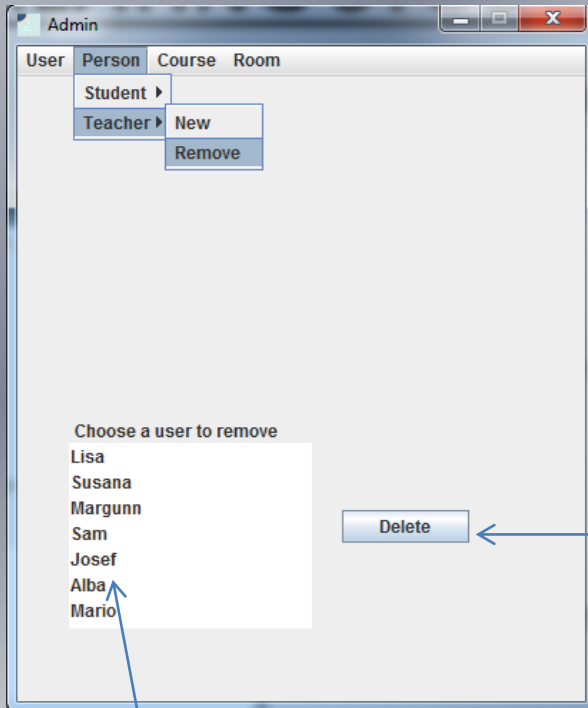 Admin
User Person Course Room
Student
Teacher New
Remove
Choose a user to remove
Lisa
Susana
Margunn
Sam
Josef
Alba
Mario
Delete